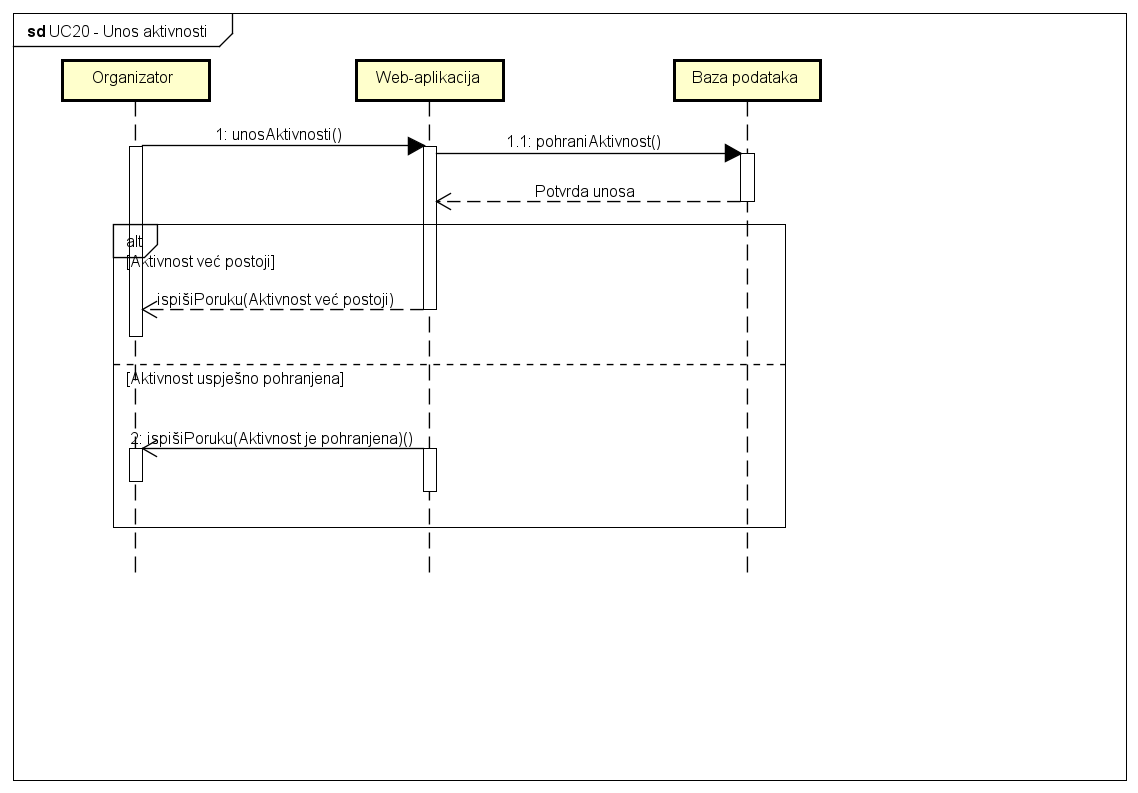 sd UC20 - Unos aktivnosti
Organizator
Web-aplikacija
Baza podataka
1: unosAktivnosti()
1.1: pohraniAktivnost()
Potvrda unosa
alt
[Aktivnost već postoji]
ispišiPoruku(Aktivnost već postoji)
[Aktivnost uspješno pohranjena]
2: ispišiPoruku(Aktivnost je pohranjena)()